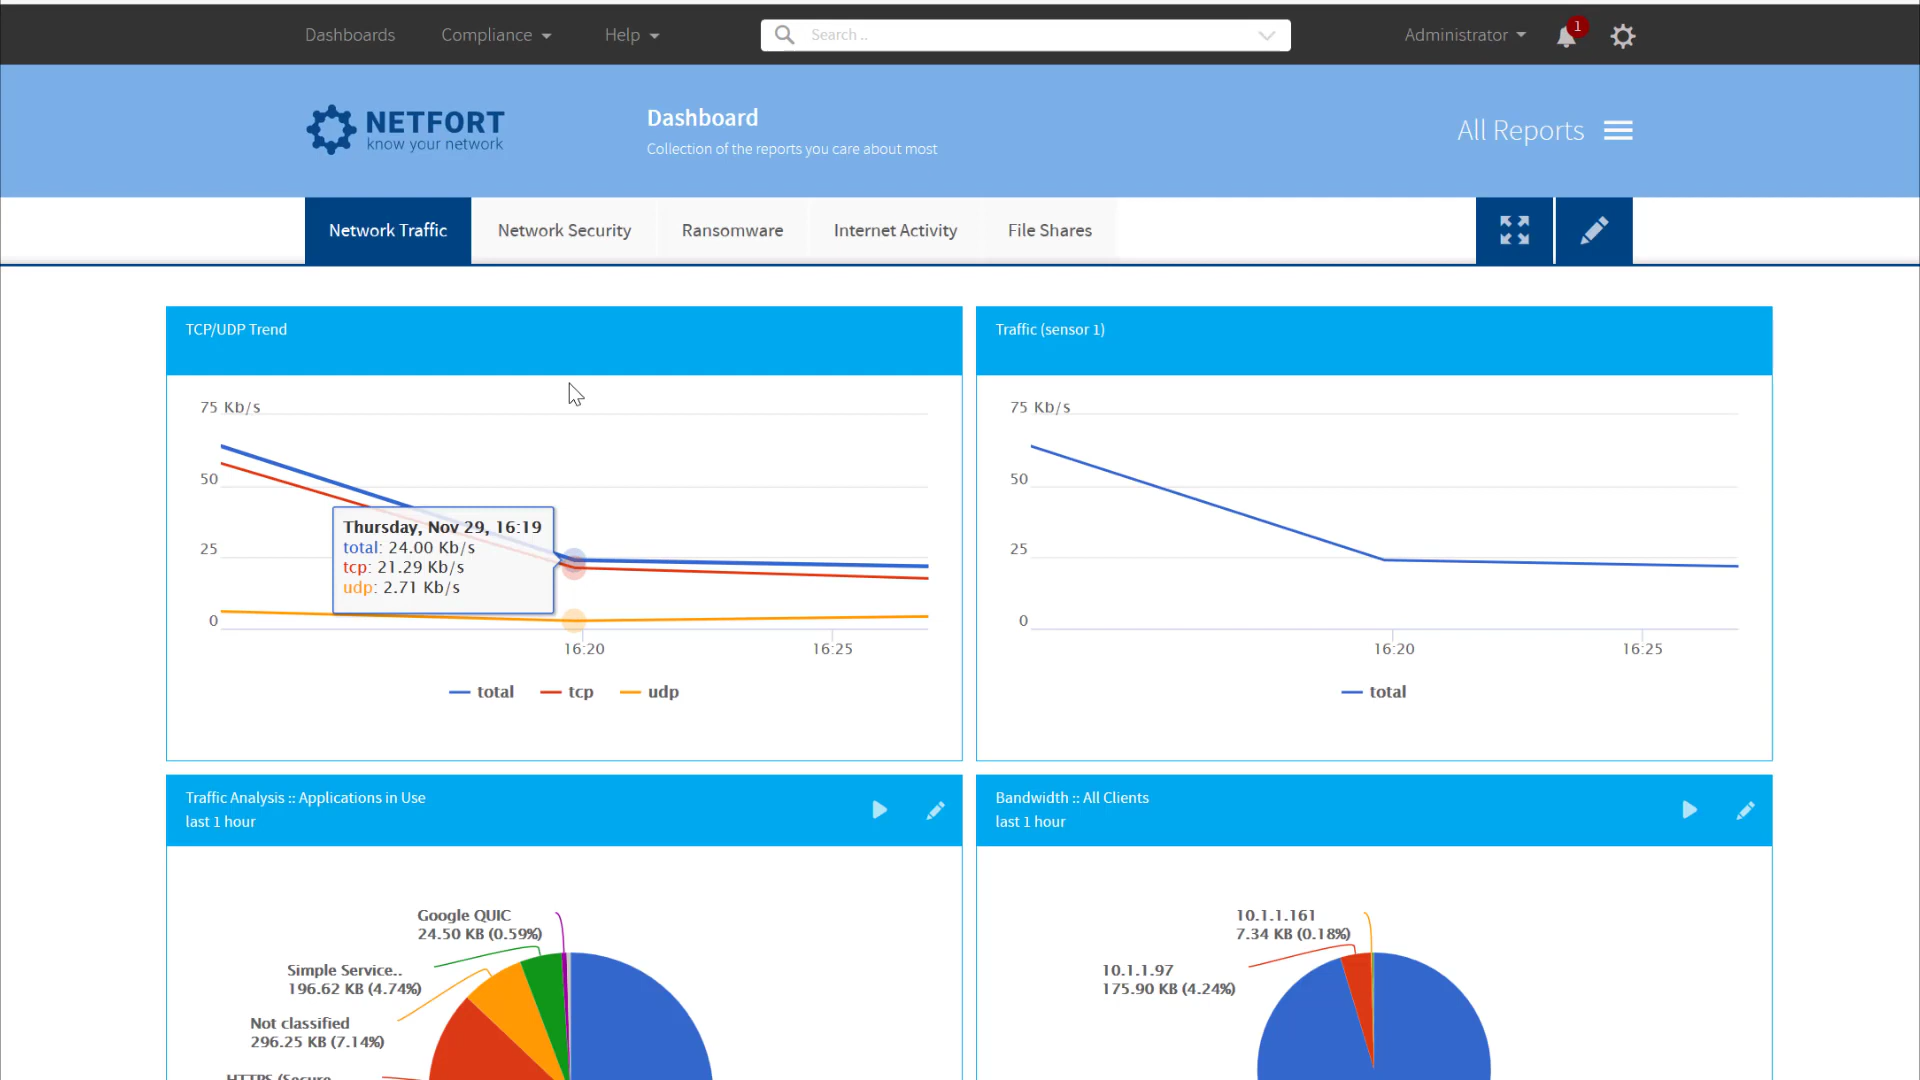 Dashboards
Compliance
Help
Search ..
Administrator
1
NETFORT
know your network
Dashboard
Collection of the reports you care about most
All Reports
Network Traffic
Network Security
Ransomware
Internet Activity
File Shares
TCP/UDP Trend
75 Kb/s
50
25
0
Thursday, Nov 29, 16:19
total: 24.00 Kb/s
tcp: 21.29 Kb/s
udp: 2.71 Kb/s
16:20
16:25
total
tcp
udp
Traffic (sensor 1)
75 Kb/s
50
25
0
16:20
16:25
total
Traffic Analysis :: Applications in Use
last 1 hour
Google QUIC
24.50 KB (0.59%)
Simple Service..
196.62 KB (4.74%)
Not classified
296.25 KB (7.14%)
HTTPS (Secure
Bandwidth :: All Clients
last 1 hour
10.1.1.161
7.34 KB (0.18%)
10.1.1.97
175.90 KB (4.24%)